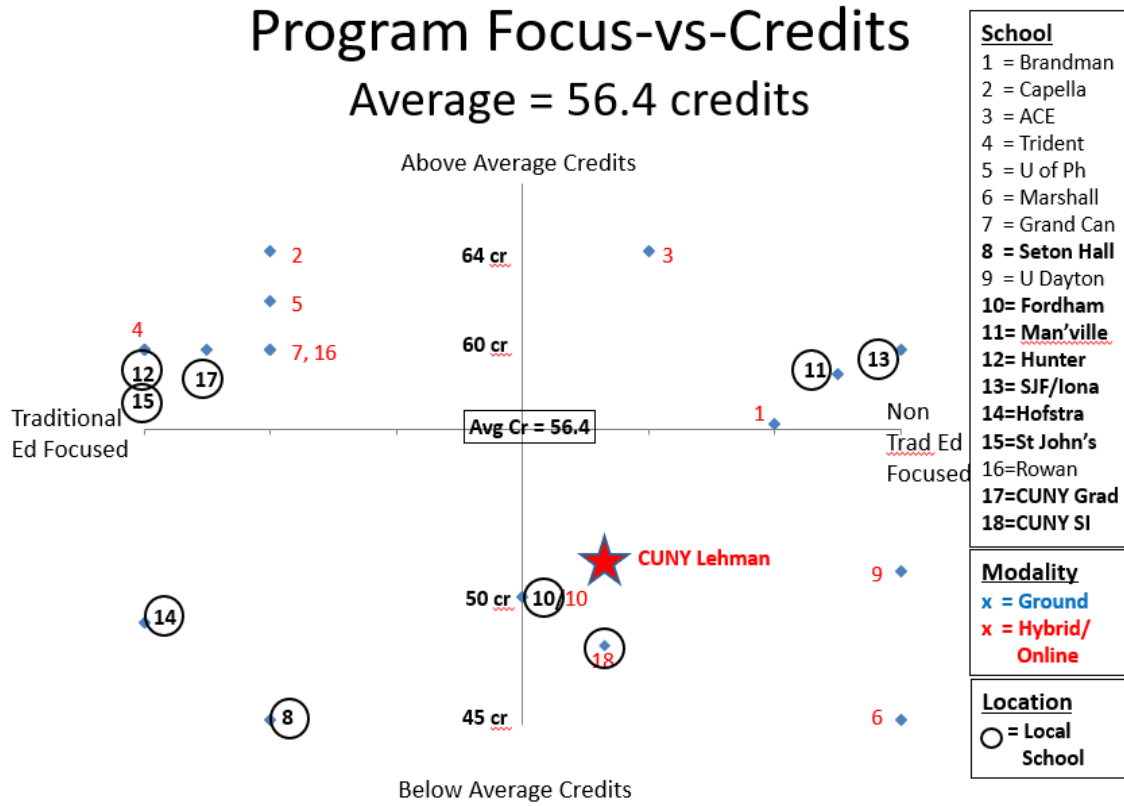 Program Focus-vs-Credits
Average = 56.4 credits
Above Average Credits
64 cr
2
3
5
4
60 cr
7, 16
12
17
11
13
15
1
Traditional
Ed Focused
Avg Cr = 56.4
Non
Trad Ed
Focused
CUNY Lehman
9
50 cr
10/10
14
18
8
45 cr
6
Below Average Credits
School
1 = Brandman
2 = Capella
3 = ACE
4 = Trident
5 = U of Ph
6 = Marshall
7 = Grand Can
8 = Seton Hall
9 = U Dayton
10= Fordham
11= Man’ville
12= Hunter
13= SJF/Iona
14=Hofstra
15=St John’s
16=Rowan
17=CUNY Grad
18=CUNY SI
Modality
x = Ground
x = Hybrid/
Online
Location
= Local
School